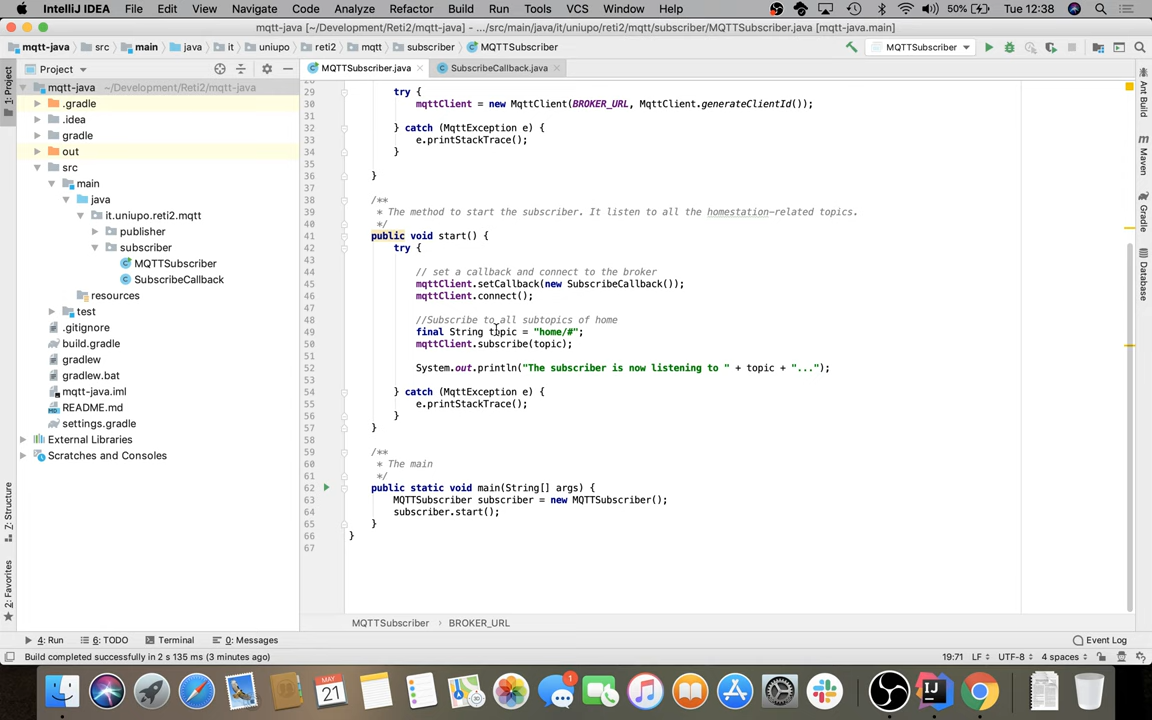 IntelliJ IDEA File Edit View Navigate Code Analyze Refactor Build Run Tools VCS Window Help 50% Tue 12:38
mqtt-java [~/Development/Reti2/mqtt-java] - .../src/main/java/it/uniupo/reti2/mqtt/subscriber/MQTTSubscriber.java [mqtt-java.main]
mqtt-java src main java it uniupo reti2 mqtt subscriber MQTTSubscriber MQTTSubscriber
Project MQTTSubscriber.java SubscribeCallback.java
1: Project
7: Structure
2: Favorites
mqtt-java ~/Development/Reti2/mqtt-java
.gradle
.idea
gradle
out
src
main
java
it.uniupo.reti2.mqtt
publisher
subscriber
MQTTSubscriber
SubscribeCallback
resources
test
.gitignore
build.gradle
gradlew
gradlew.bat
mqtt-java.iml
README.md
settings.gradle
External Libraries
Scratches and Consoles
28
29 try {
30 mqttClient = new MqttClient(BROKER_URL, MqttClient.generateClientId());
31
32 } catch (MqttException e) {
33 e.printStackTrace();
34 }
35
36 }
37
38 /**
39 * The method to start the subscriber. It listen to all the homestation-related topics.
40 */
41 public void start() {
42 try {
43
44 // set a callback and connect to the broker
45 mqttClient.setCallback(new SubscribeCallback());
46 mqttClient.connect();
47
48 //Subscribe to all subtopics of home
49 final String topic = "home/#";
50 mqttClient.subscribe(topic);
51
52 System.out.println("The subscriber is now listening to " + topic + "...");
53
54 } catch (MqttException e) {
55 e.printStackTrace();
56 }
57 }
58
59 /**
60 * The main
61 */
62 public static void main(String[] args) {
63 MQTTSubscriber subscriber = new MQTTSubscriber();
64 subscriber.start();
65 }
66 }
67
Ant Build
m Maven
Gradle
Database
MQTTSubscriber › BROKER_URL
4: Run 6: TODO Terminal 0: Messages Event Log
Build completed successfully in 2 s 135 ms (3 minutes ago) 19:71 LF UTF-8 4 spaces
MAY
21
1
IJ